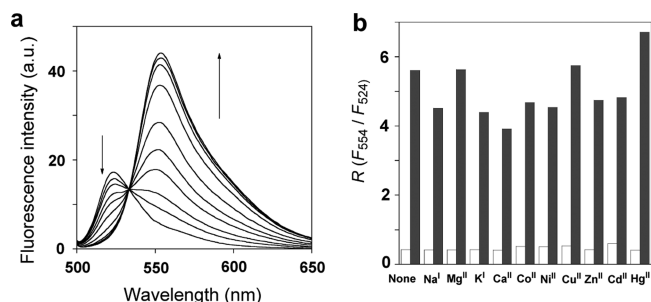 a
Fluorescence intensity (a.u.)
40
20
0
500
550
600
650
Wavelength (nm)
b
R (F554 / F524)
6
4
2
0
None NaI MgII KI CaII CoII NiII CuII ZnII CdII HgII